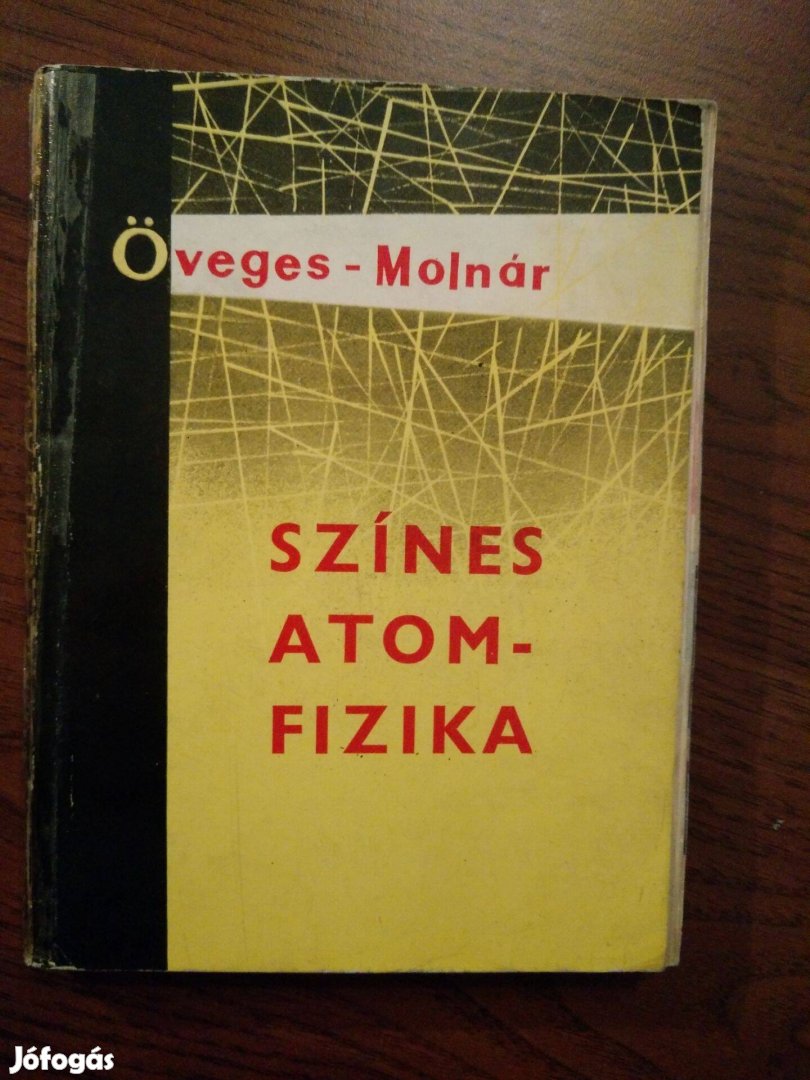 Öveges - Molnár
SZÍNES
ATOM-
FIZIKA
Jófogás